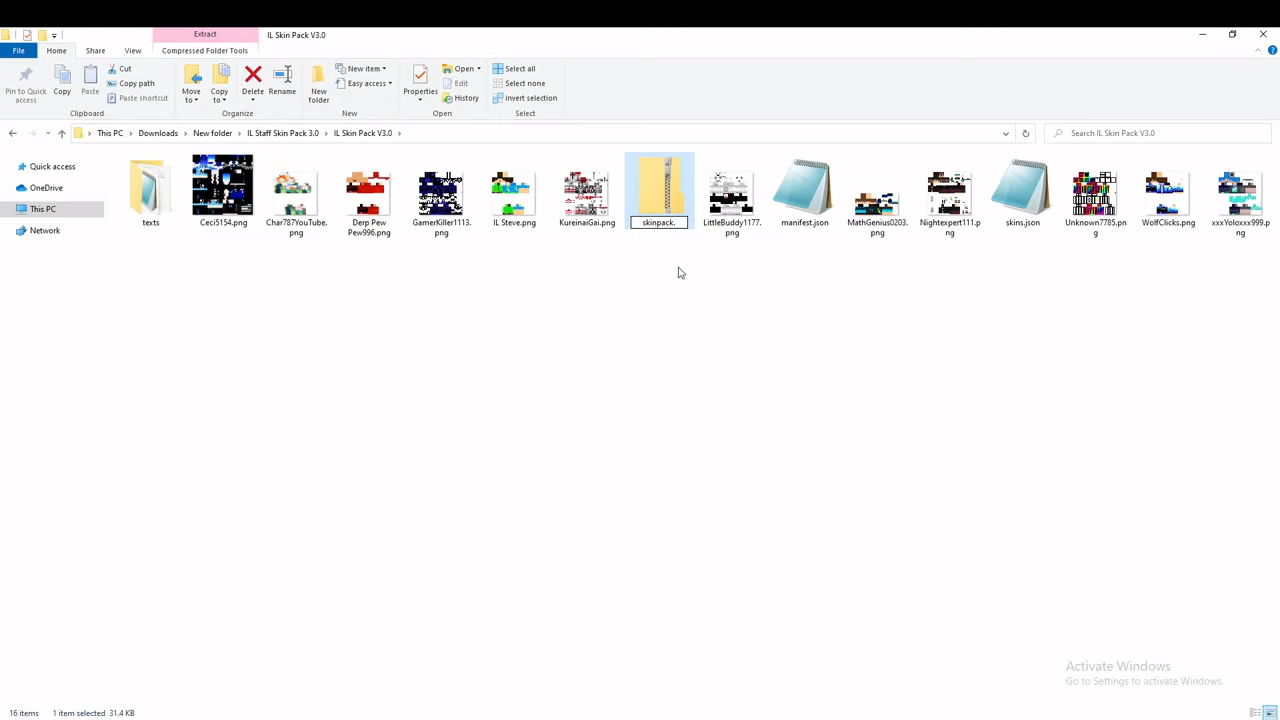 Extract
IL Skin Pack V3.0
File
Home
Share
View
Compressed Folder Tools
Pin to Quick
access
Copy
Paste
Cut
Copy path
Paste shortcut
Clipboard
Move
to
Copy
to
Delete
Rename
Organize
New
folder
New item
Easy access
New
Properties
Open
Edit
History
Open
Select all
Select none
Invert selection
Select
This PC > Downloads > New folder > IL Staff Skin Pack 3.0 > IL Skin Pack V3.0 >
Search IL Skin Pack V3.0
Quick access
OneDrive
This PC
Network
texts
Ceci5154.png
Char787YouTube.
png
Derp Pew
Pew996.png
GamerKiller1113.
png
IL Steve.png
KureinaiGai.png
skinpack.
LittleBuddy1177.
png
manifest.json
MathGenius0203.
png
Nightexpert111.p
ng
skins.json
Unknown7785.pn
g
WolfClicks.png
xxxYoloxxx999.p
ng
Activate Windows
Go to Settings to activate Windows.
16 items
1 item selected 31.4 KB